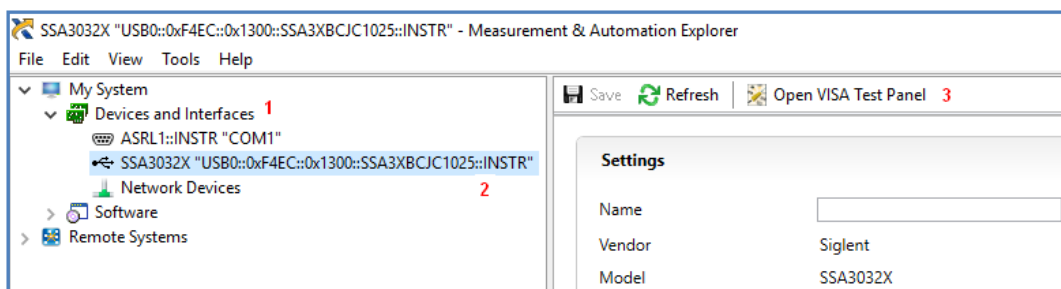 SSA3032X "USB0::0xF4EC::0x1300::SSA3XBCJC1025::INSTR" - Measurement & Automation Explorer
File Edit View Tools Help
My System
Devices and Interfaces 1
ASRL1::INSTR "COM1"
SSA3032X "USB0::0xF4EC::0x1300::SSA3XBCJC1025::INSTR"
Network Devices 2
Software
Remote Systems
Save Refresh Open VISA Test Panel 3
Settings
Name
Vendor Siglent
Model SSA3032X